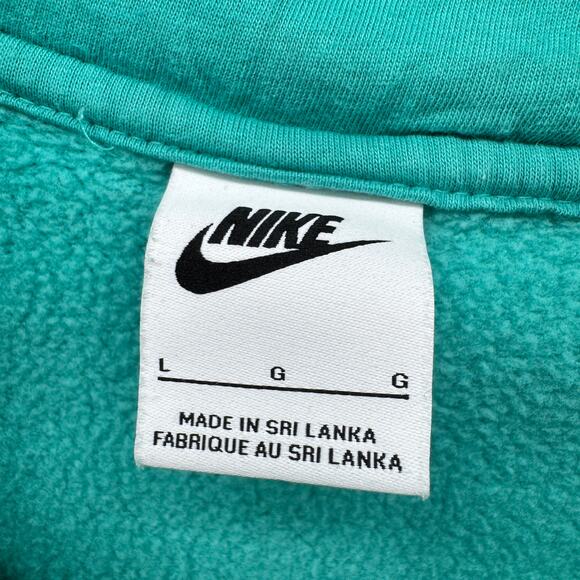 NIKE
L G G
MADE IN SRI LANKA
FABRIQUE AU SRI LANKA